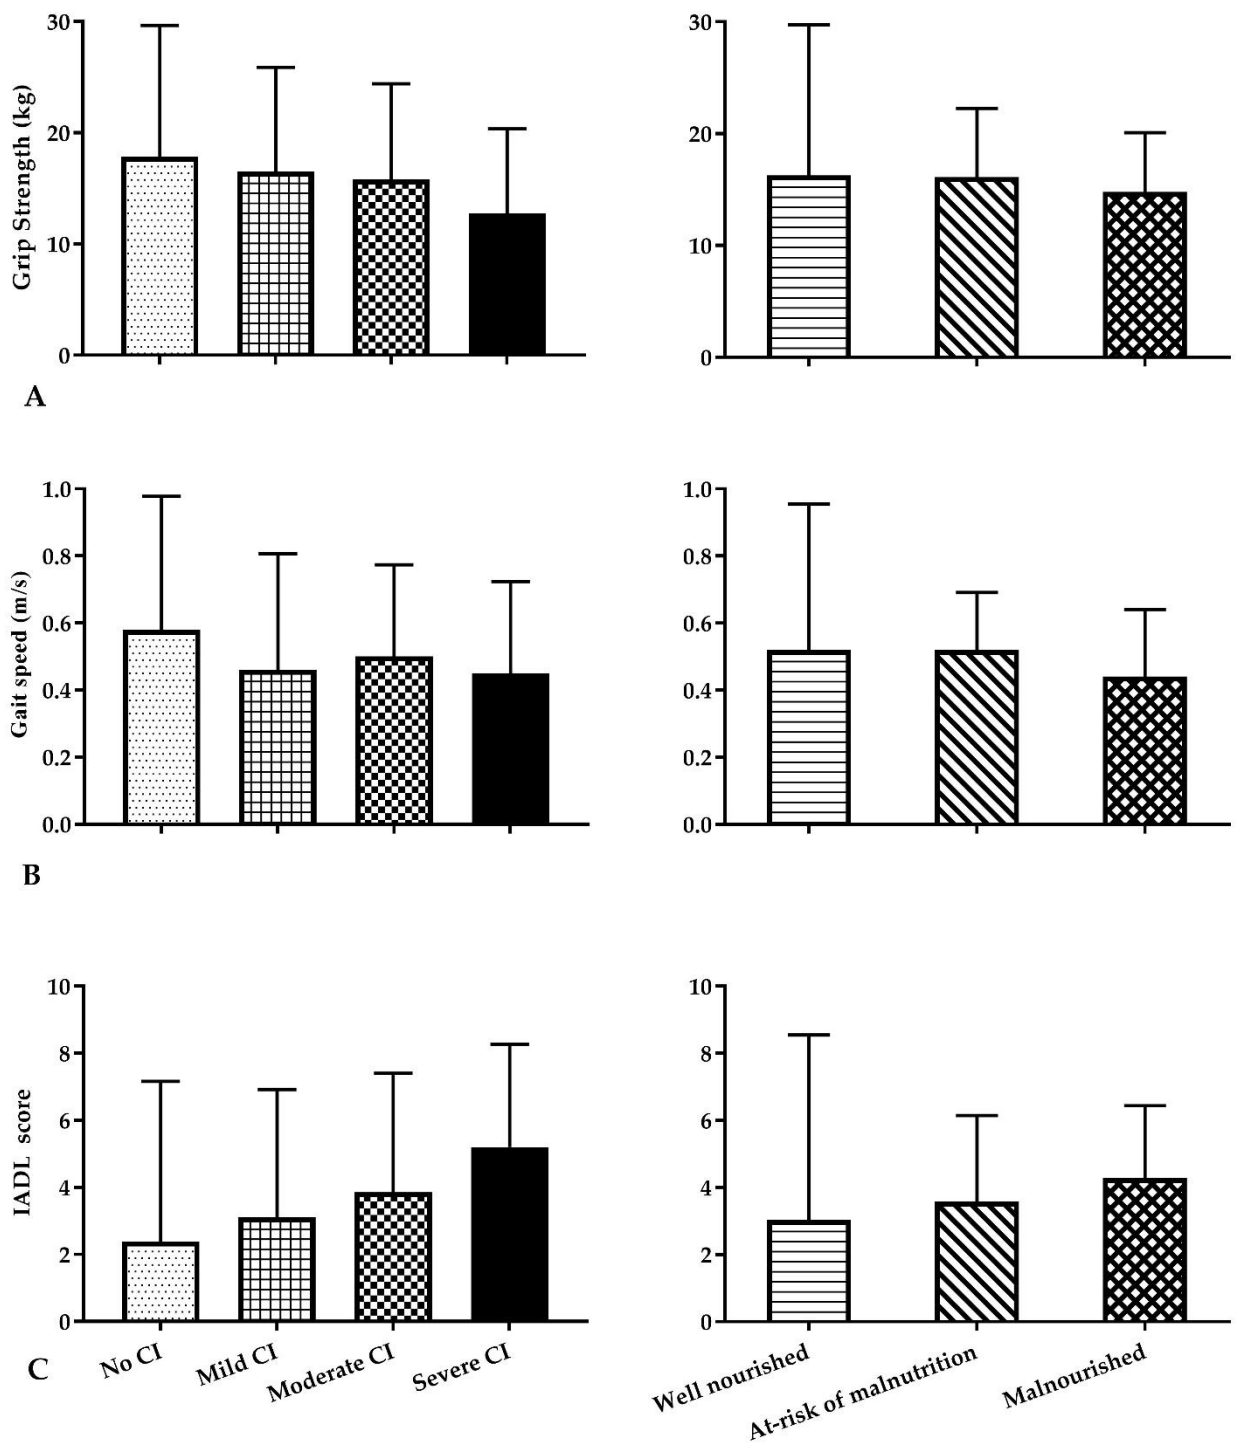 Grip Strength (kg)
30
20
10
0
30
20
10
0
A
Gait speed (m/s)
1.0
0.8
0.6
0.4
0.2
0.0
1.0
0.8
0.6
0.4
0.2
0.0
B
IADL score
10
8
6
4
2
0
10
8
6
4
2
0
C
No CI
Mild CI
Moderate CI
Severe CI
Well nourished
At-risk of malnutrition
Malnourished